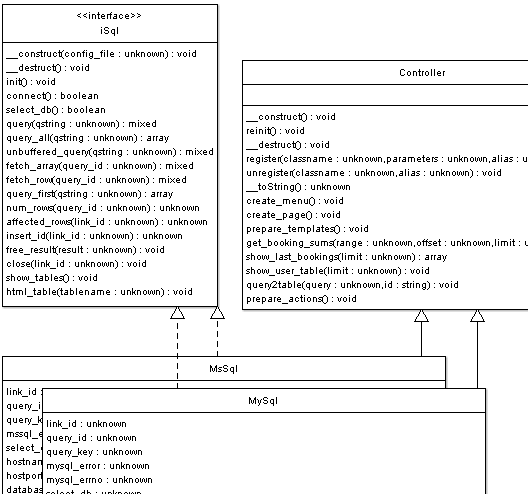 <<interface>>
iSql
__construct(config_file : unknown) : void
__destruct() : void
init() : void
connect() : boolean
select_db() : boolean
query(qstring : unknown) : mixed
query_all(qstring : unknown) : array
unbuffered_query(qstring : unknown) : mixed
fetch_array(query_id : unknown) : mixed
fetch_row(query_id : unknown) : mixed
query_first(qstring : unknown) : array
num_rows(query_id : unknown) : unknown
affected_rows(link_id : unknown) : unknown
insert_id(link_id : unknown) : unknown
free_result(result : unknown) : void
close(link_id : unknown) : void
show_tables() : void
html_table(tablename : unknown) : void
Controller
__construct() : void
reinit() : void
__destruct() : void
register(classname : unknown,parameters : unknown,alias : u
unregister(classname : unknown,alias : unknown) : void
__toString() : unknown
create_menu() : void
create_page() : void
prepare_templates() : void
get_booking_sums(range : unknown,offset : unknown,limit :
show_last_bookings(limit : unknown) : array
show_user_table(limit : unknown) : void
query2table(query : unknown,id : string) : void
prepare_actions() : void
MsSql
link_id :
query_i
query_k
mssql_e
select_
hostnam
hostport
databas
MySql
link_id : unknown
query_id : unknown
query_key : unknown
mysql_error : unknown
mysql_errno : unknown
select_db : unknown